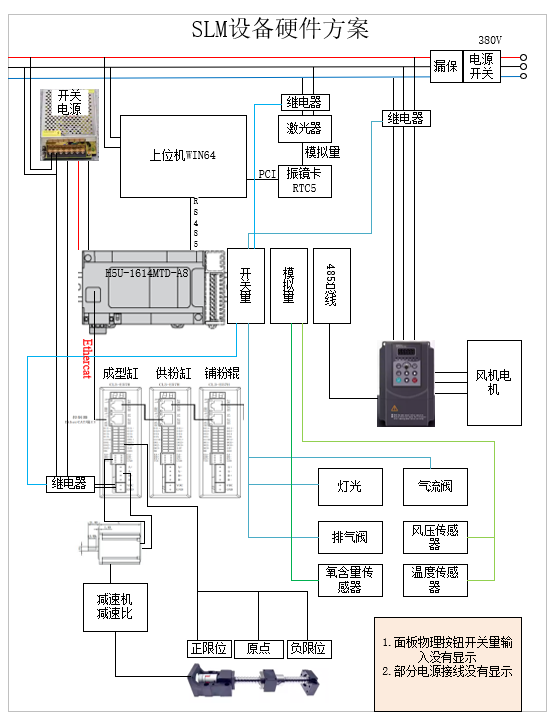 SLM设备硬件方案
380V
漏保
电源
开关
开关
电源
继电器
继电器
激光器
模拟量
上位机WIN64
PCI
振镜卡
RTC5
RS485
H5U-1614MTD-A8
开关量
模拟量
485口线
Ethercat
成型缸
供粉缸
铺粉辊
风机电
机
继电器
灯光
气流阀
排气阀
风压传感
器
氧含量传
感器
温度传感
器
减速机
减速比
正限位
原点
负限位
1.面板物理按钮开关量输
入没有显示
2.部分电源接线没有显示